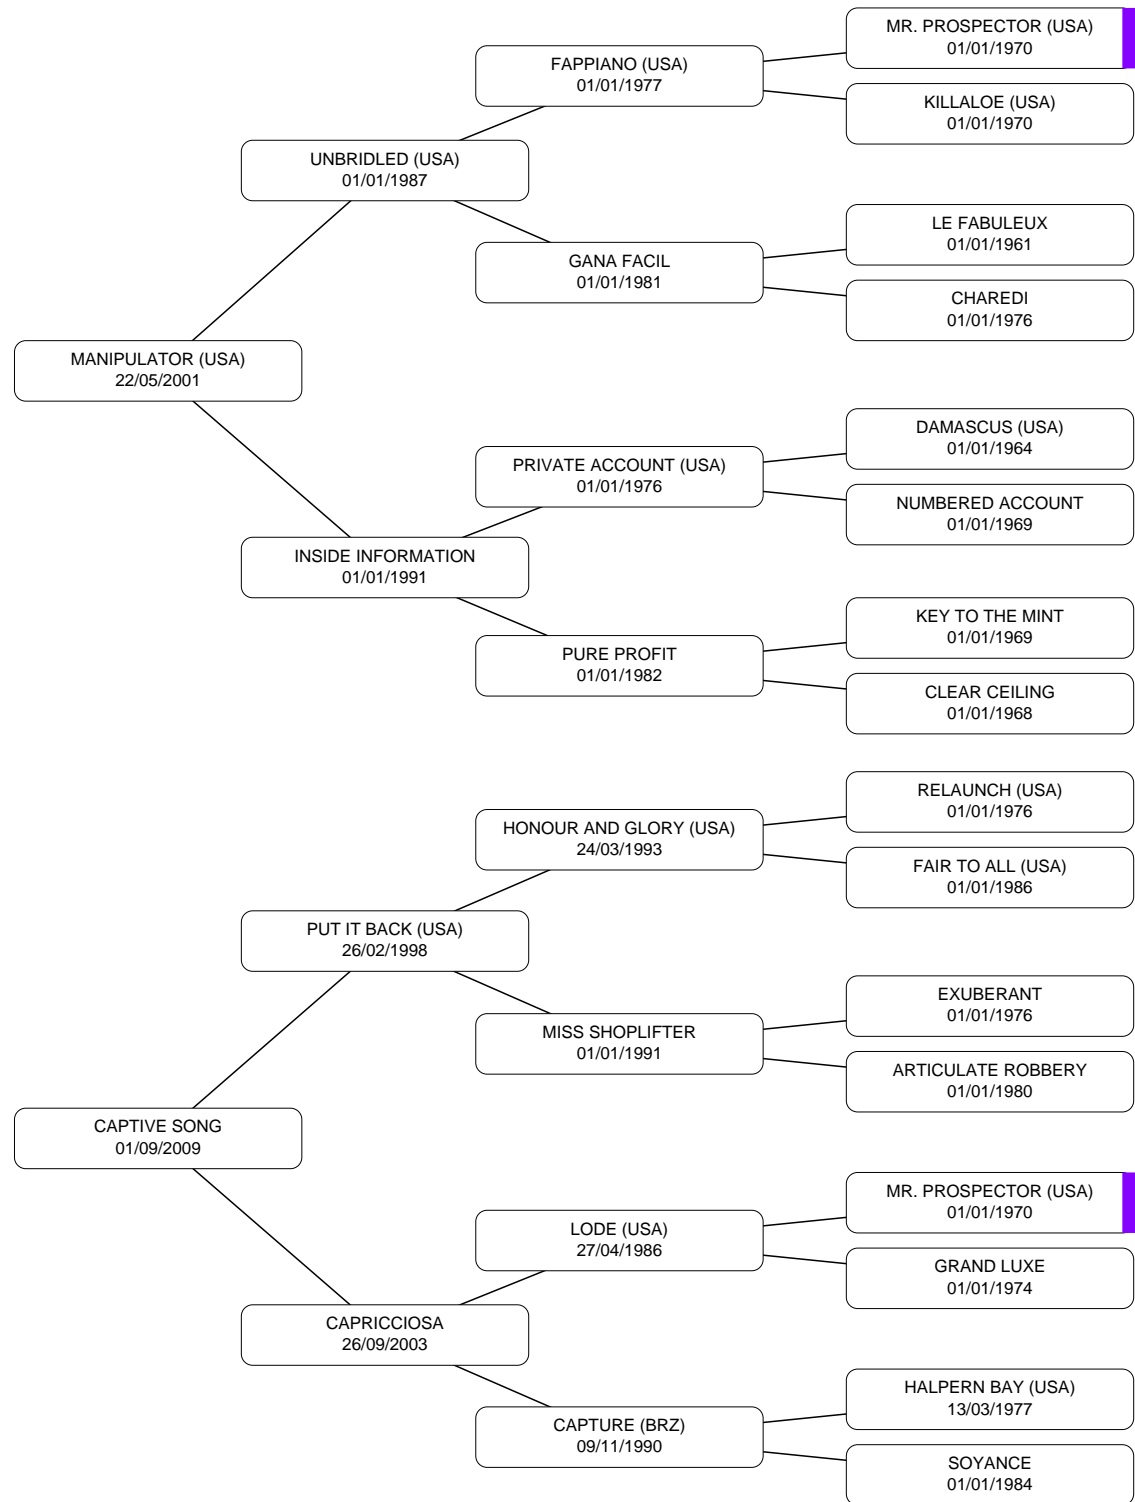 MR. PROSPECTOR (USA)
01/01/1970
FAPPIANO (USA)
01/01/1977
KILLALOE (USA)
01/01/1970
UNBRIDLED (USA)
01/01/1987
LE FABULEUX
01/01/1961
GANA FACIL
01/01/1981
CHAREDI
01/01/1976
MANIPULATOR (USA)
22/05/2001
DAMASCUS (USA)
01/01/1964
PRIVATE ACCOUNT (USA)
01/01/1976
NUMBERED ACCOUNT
01/01/1969
INSIDE INFORMATION
01/01/1991
KEY TO THE MINT
01/01/1969
PURE PROFIT
01/01/1982
CLEAR CEILING
01/01/1968
RELAUNCH (USA)
01/01/1976
HONOUR AND GLORY (USA)
24/03/1993
FAIR TO ALL (USA)
01/01/1986
PUT IT BACK (USA)
26/02/1998
EXUBERANT
01/01/1976
MISS SHOPLIFTER
01/01/1991
ARTICULATE ROBBERY
01/01/1980
CAPTIVE SONG
01/09/2009
MR. PROSPECTOR (USA)
01/01/1970
LODE (USA)
27/04/1986
GRAND LUXE
01/01/1974
CAPRICCIOSA
26/09/2003
HALPERN BAY (USA)
13/03/1977
CAPTURE (BRZ)
09/11/1990
SOYANCE
01/01/1984